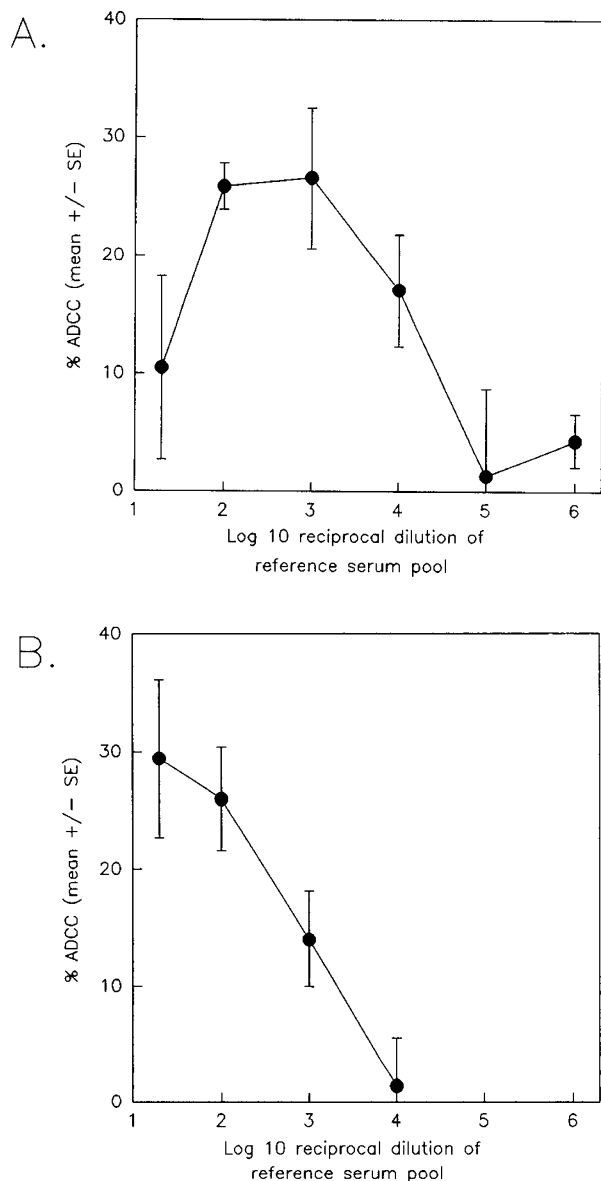 A.
40
30
20
10
0
% ADCC (mean +/- SE)
1 2 3 4 5 6
Log 10 reciprocal dilution of
reference serum pool
B.
40
30
20
10
0
% ADCC (mean +/- SE)
1 2 3 4 5 6
Log 10 reciprocal dilution of
reference serum pool